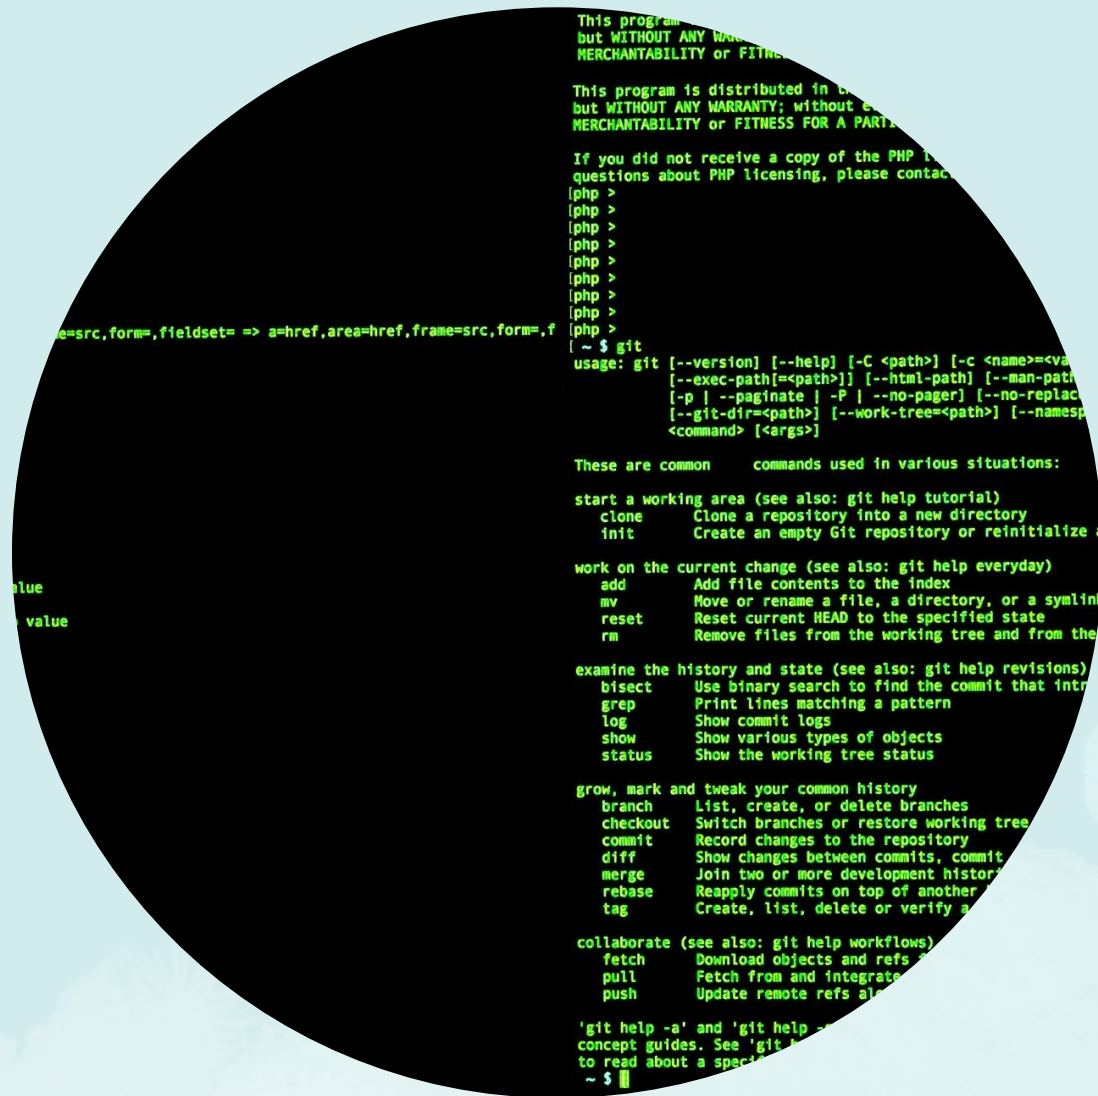 This program
but WITHOUT ANY
MERCHANTABILITY or
This program is distributed in
but WITHOUT ANY WARRANTY; without
MERCHANTABILITY or FITNESS FOR A
If you did not receive a copy of the PHP
questions about PHP licensing, please
[php >
[php >
[php >
[php >
[php >
[php >
[php >
[php >
[php >
[ ~ $ git
usage: git [--version] [--help] [-C <path>] [-c <name>=
[--exec-path[=<path>]] [--html-path]
[-p | --paginate | -P | --no-pager]
[--git-dir=<path>] [--work-tree=<path>]
<command> [<args>]
These are common commands used in various situations:
start a working area (see also: git help tutorial)
clone Clone a repository into a new directory
init Create an empty Git repository or reinitialize
work on the current change (see also: git help everyday)
add Add file contents to the index
mv Move or rename a file, a directory, or a
reset Reset current HEAD to the specified state
rm Remove files from the working tree and from the
examine the history and state (see also: git help revisions)
bisect Use binary search to find the commit that
grep Print lines matching a pattern
log Show commit logs
show Show various types of objects
status Show the working tree status
grow, mark and tweak your common history
branch List, create, or delete branches
checkout Switch branches or restore working tree
commit Record changes to the repository
diff Show changes between commits, commit
merge Join two or more development
rebase Reapply commits on top of another
tag Create, list, delete or verify a
collaborate (see also: git help workflows)
fetch Download objects and refs
pull Fetch from and integrate
push Update remote refs
'git help -a' and 'git help
concept guides. See 'git
to read about a
~ $
=src,form=,fieldset= => a=href,area=href,frame=src,form=,f
value